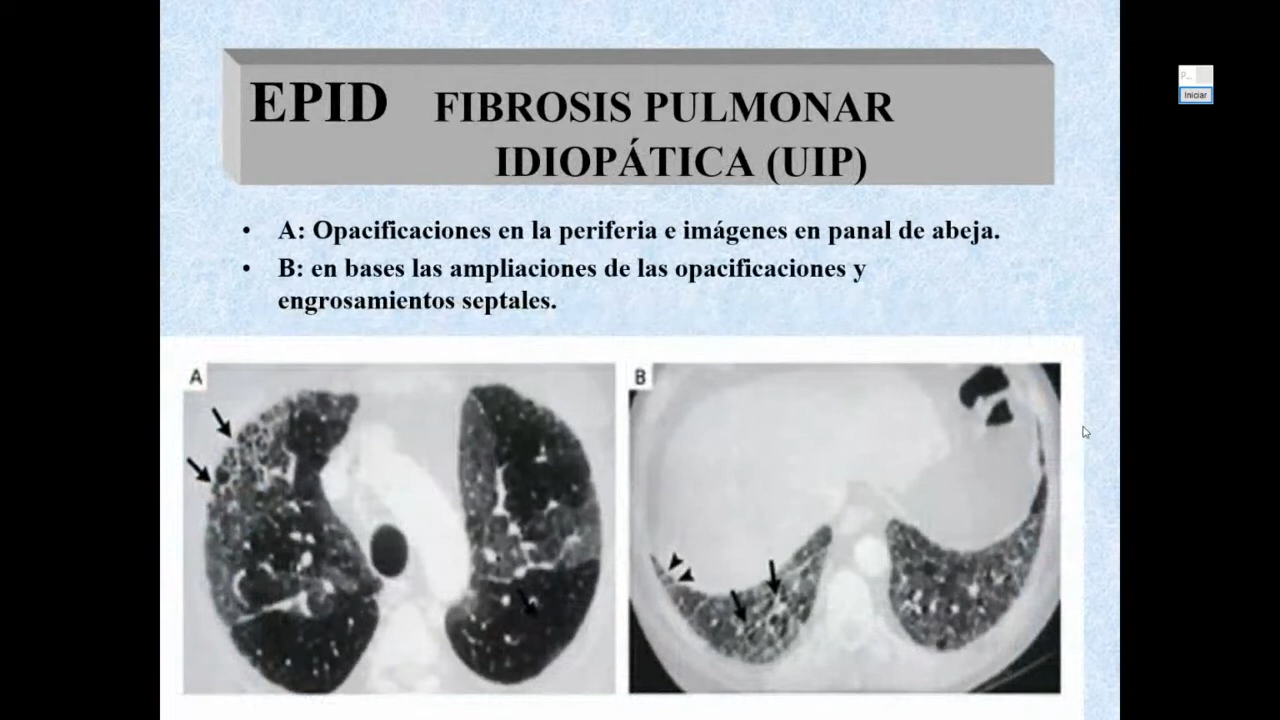 EPID FIBROSIS PULMONAR
IDIOPÁTICA (UIP)
• A: Opacificaciones en la periferia e imágenes en panal de abeja.
• B: en bases las ampliaciones de las opacificaciones y
engrosamientos septales.
A
B
P...
Iniciar